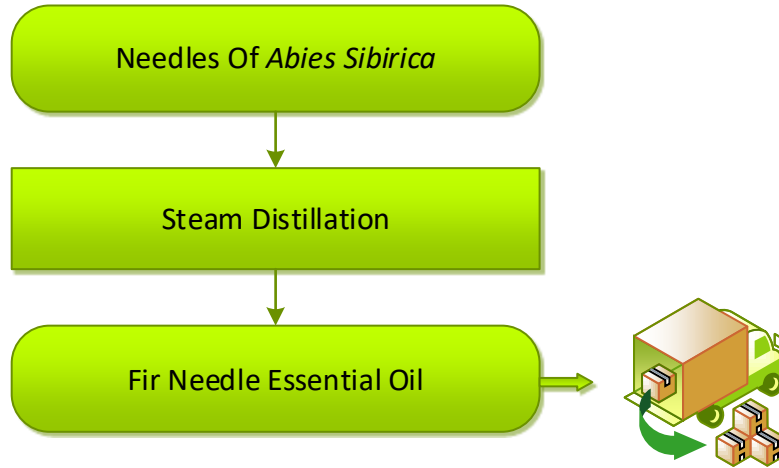 Needles Of Abies Sibirica
Steam Distillation
Fir Needle Essential Oil